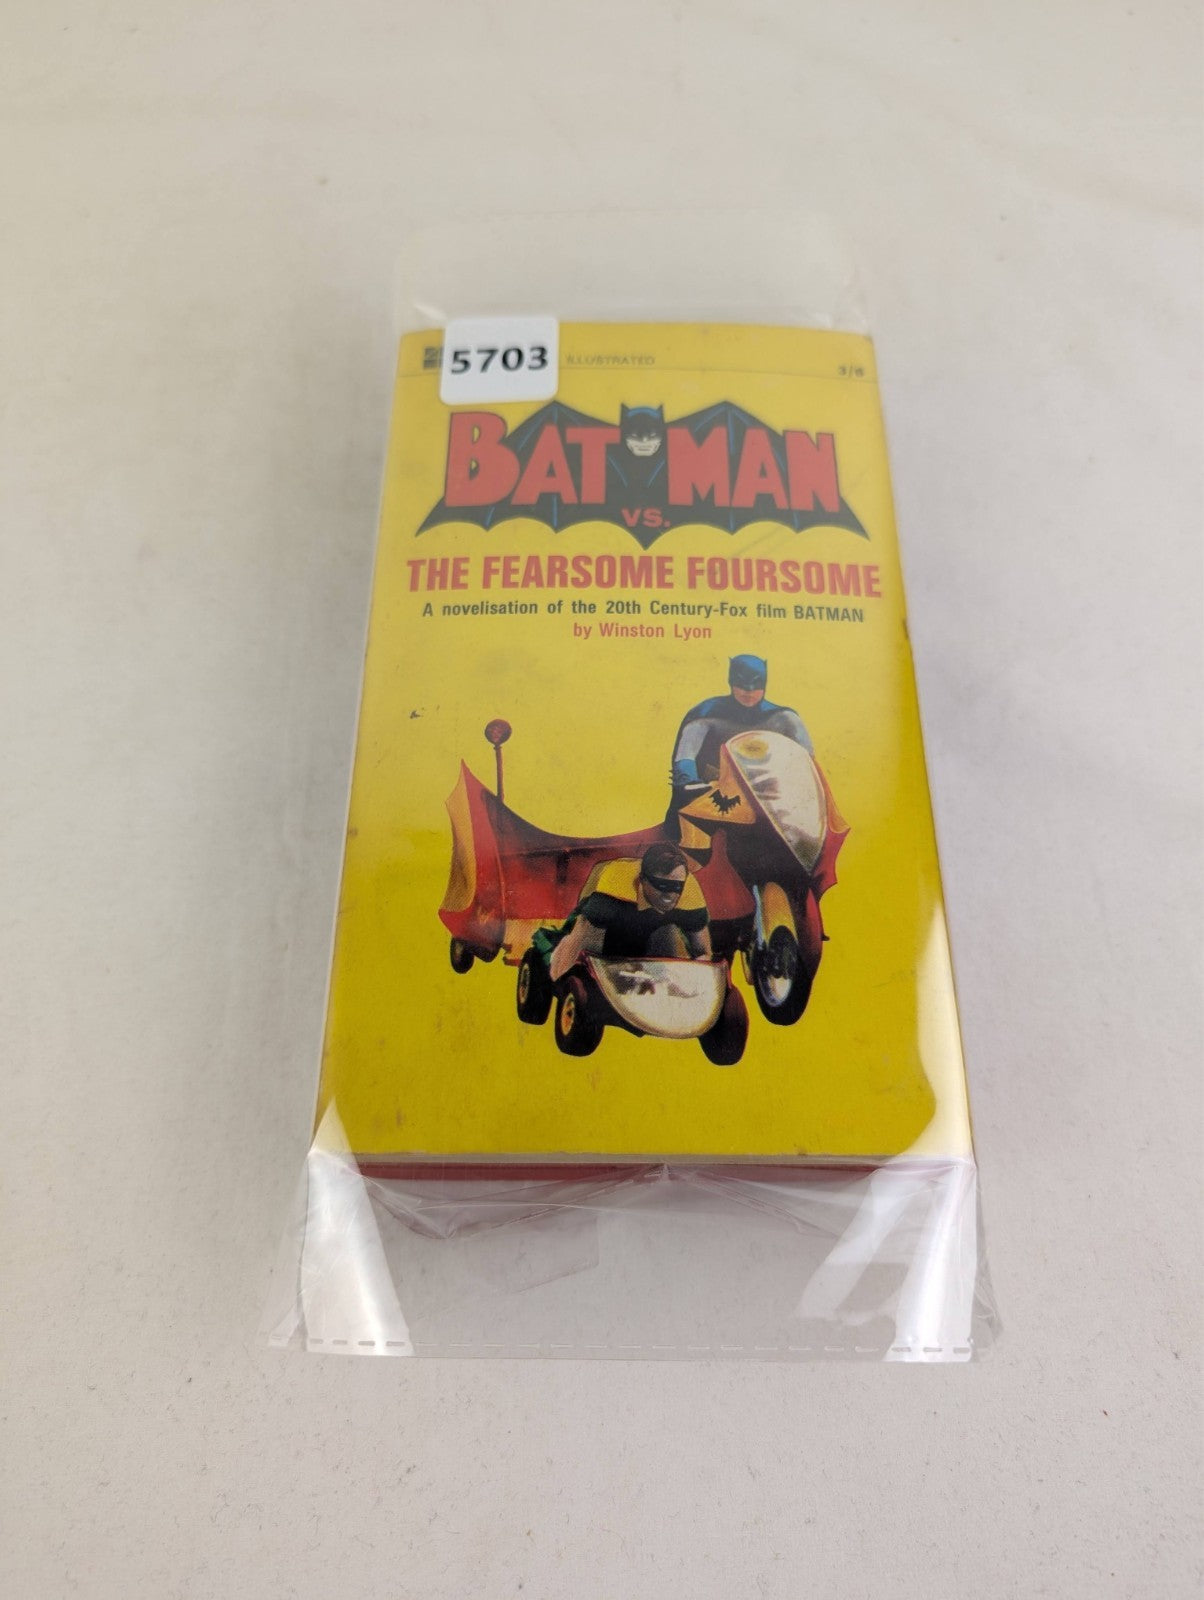 5703
ILLUSTRATED
3/6
BATMAN
VS.
THE FEARSOME FOURSOME
A novelisation of the 20th Century-Fox film BATMAN
by Winston Lyon